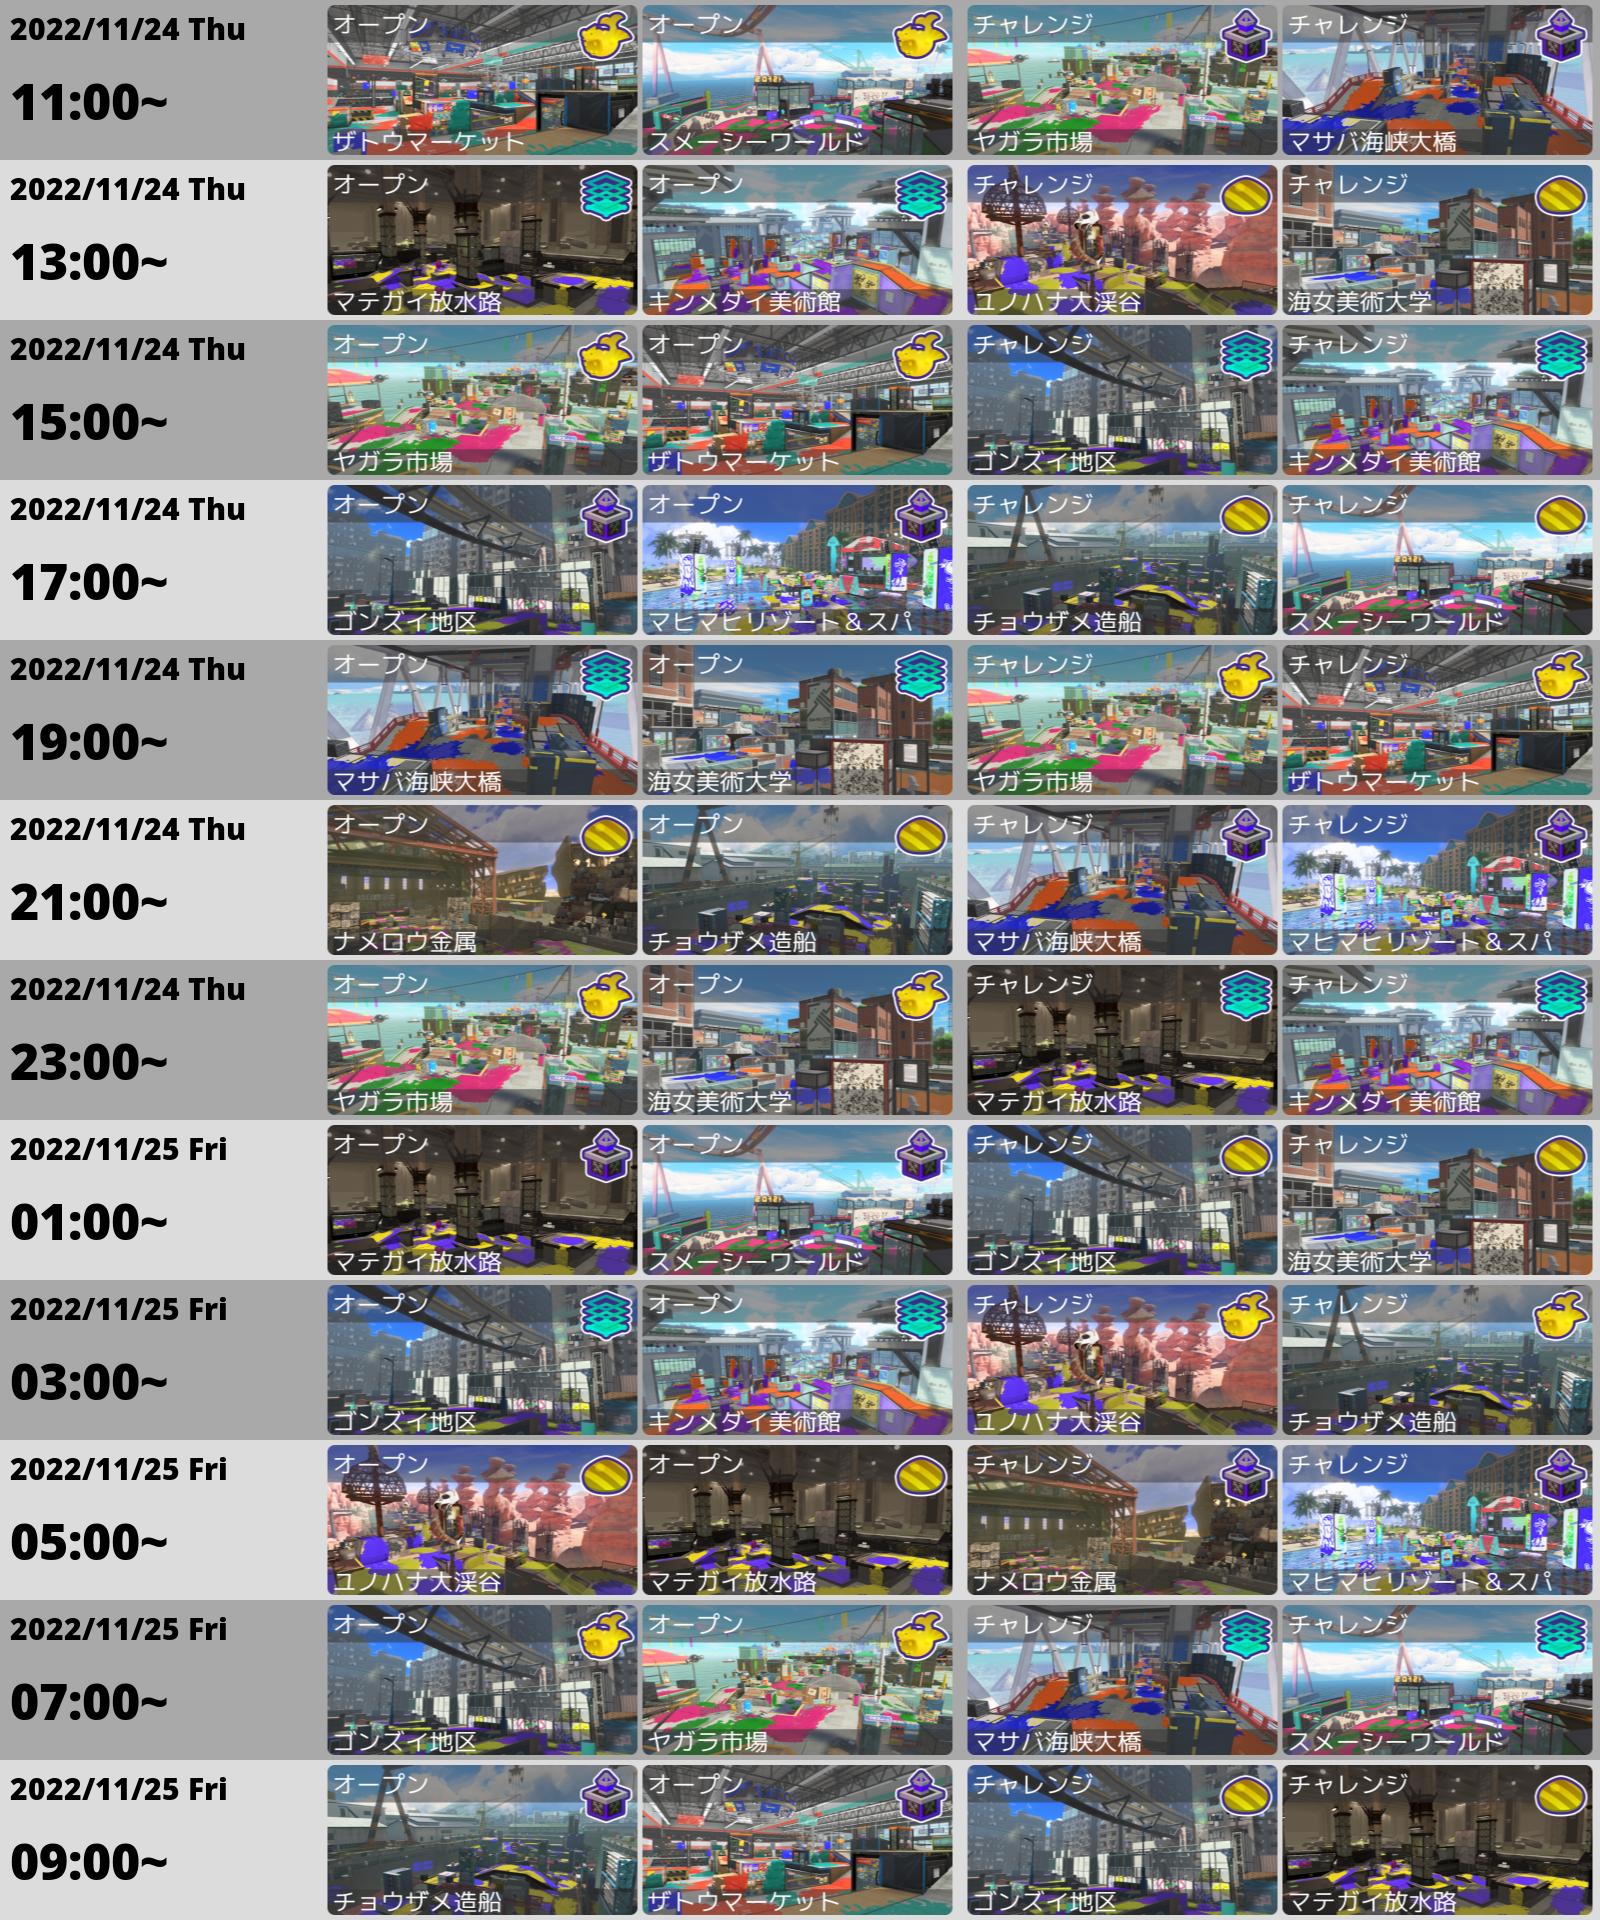 2022/11/24 Thu
11:00~
オープン
ザトウマーケット
オープン
スメーシーワールド
チャレンジ
ヤガラ市場
チャレンジ
マサバ海峡大橋
2022/11/24 Thu
13:00~
オープン
マテガイ放水路
オープン
キンメダイ美術館
チャレンジ
ユノハナ大渓谷
チャレンジ
海女美術大学
2022/11/24 Thu
15:00~
オープン
ヤガラ市場
オープン
ザトウマーケット
チャレンジ
ゴンズイ地区
チャレンジ
キンメダイ美術館
2022/11/24 Thu
17:00~
オープン
ゴンズイ地区
オープン
マヒマヒリゾート＆スパ
チャレンジ
チョウザメ造船
チャレンジ
スメーシーワールド
2022/11/24 Thu
19:00~
オープン
マサバ海峡大橋
オープン
海女美術大学
チャレンジ
ヤガラ市場
チャレンジ
ザトウマーケット
2022/11/24 Thu
21:00~
オープン
ナメロウ金属
オープン
チョウザメ造船
チャレンジ
マサバ海峡大橋
チャレンジ
マヒマヒリゾート＆スパ
2022/11/24 Thu
23:00~
オープン
ヤガラ市場
オープン
海女美術大学
チャレンジ
マテガイ放水路
チャレンジ
キンメダイ美術館
2022/11/25 Fri
01:00~
オープン
マテガイ放水路
オープン
スメーシーワールド
チャレンジ
ゴンズイ地区
チャレンジ
海女美術大学
2022/11/25 Fri
03:00~
オープン
ゴンズイ地区
オープン
キンメダイ美術館
チャレンジ
ユノハナ大渓谷
チャレンジ
チョウザメ造船
2022/11/25 Fri
05:00~
オープン
ユノハナ大渓谷
オープン
マテガイ放水路
チャレンジ
ナメロウ金属
チャレンジ
マヒマヒリゾート＆スパ
2022/11/25 Fri
07:00~
オープン
ゴンズイ地区
オープン
ヤガラ市場
チャレンジ
マサバ海峡大橋
チャレンジ
スメーシーワールド
2022/11/25 Fri
09:00~
オープン
チョウザメ造船
オープン
ザトウマーケット
チャレンジ
ゴンズイ地区
チャレンジ
マテガイ放水路